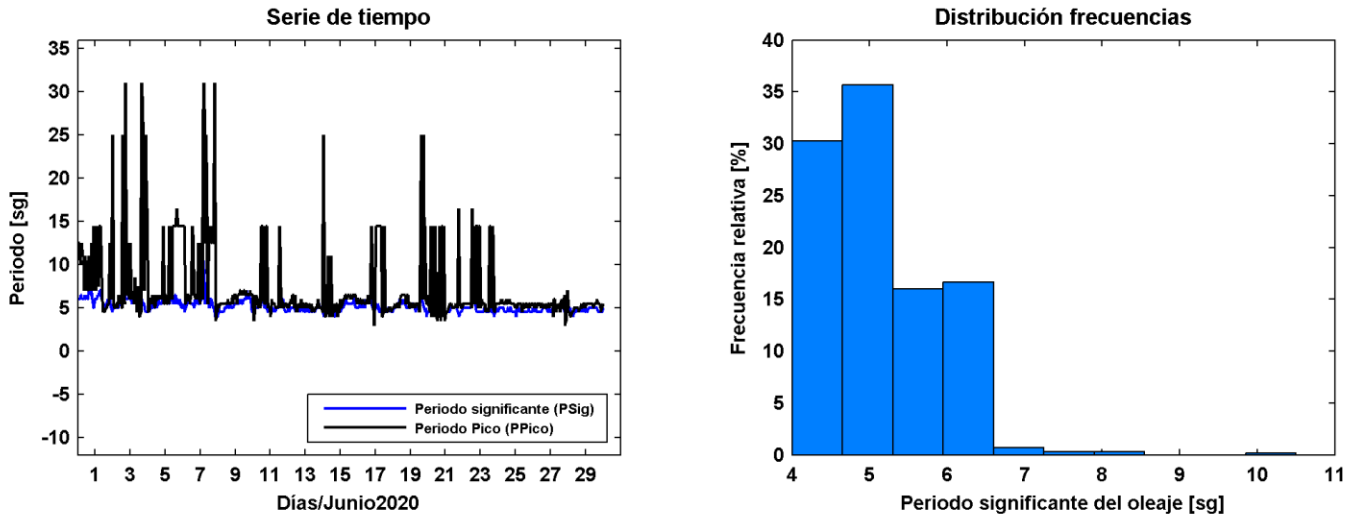 Serie de tiempo
35
30
25
20
15
10
5
0
-5
-10
Periodo [sg]
Periodo significante (PSig)
Periodo Pico (PPico)
1 3 5 7 9 11 13 15 17 19 21 23 25 27 29
Días/Junio2020
Distribución frecuencias
40
35
30
25
20
15
10
5
0
Frecuencia relativa [%]
4 5 6 7 8 9 10 11
Periodo significante del oleaje [sg]